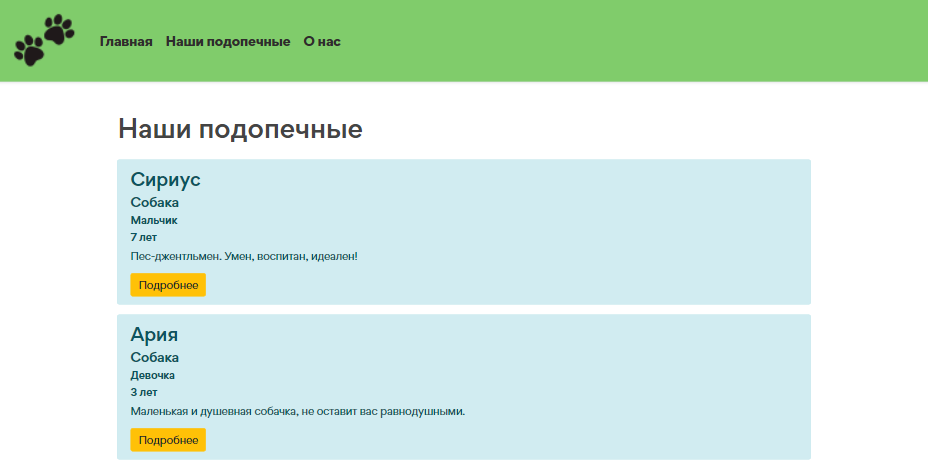 Главная Наши подопечные О нас
Наши подопечные
Сириус
Собака
Мальчик
7 лет
Пес-джентльмен. Умен, воспитан, идеален!
Подробнее
Ария
Собака
Девочка
3 лет
Маленькая и душевная собачка, не оставит вас равнодушными.
Подробнее